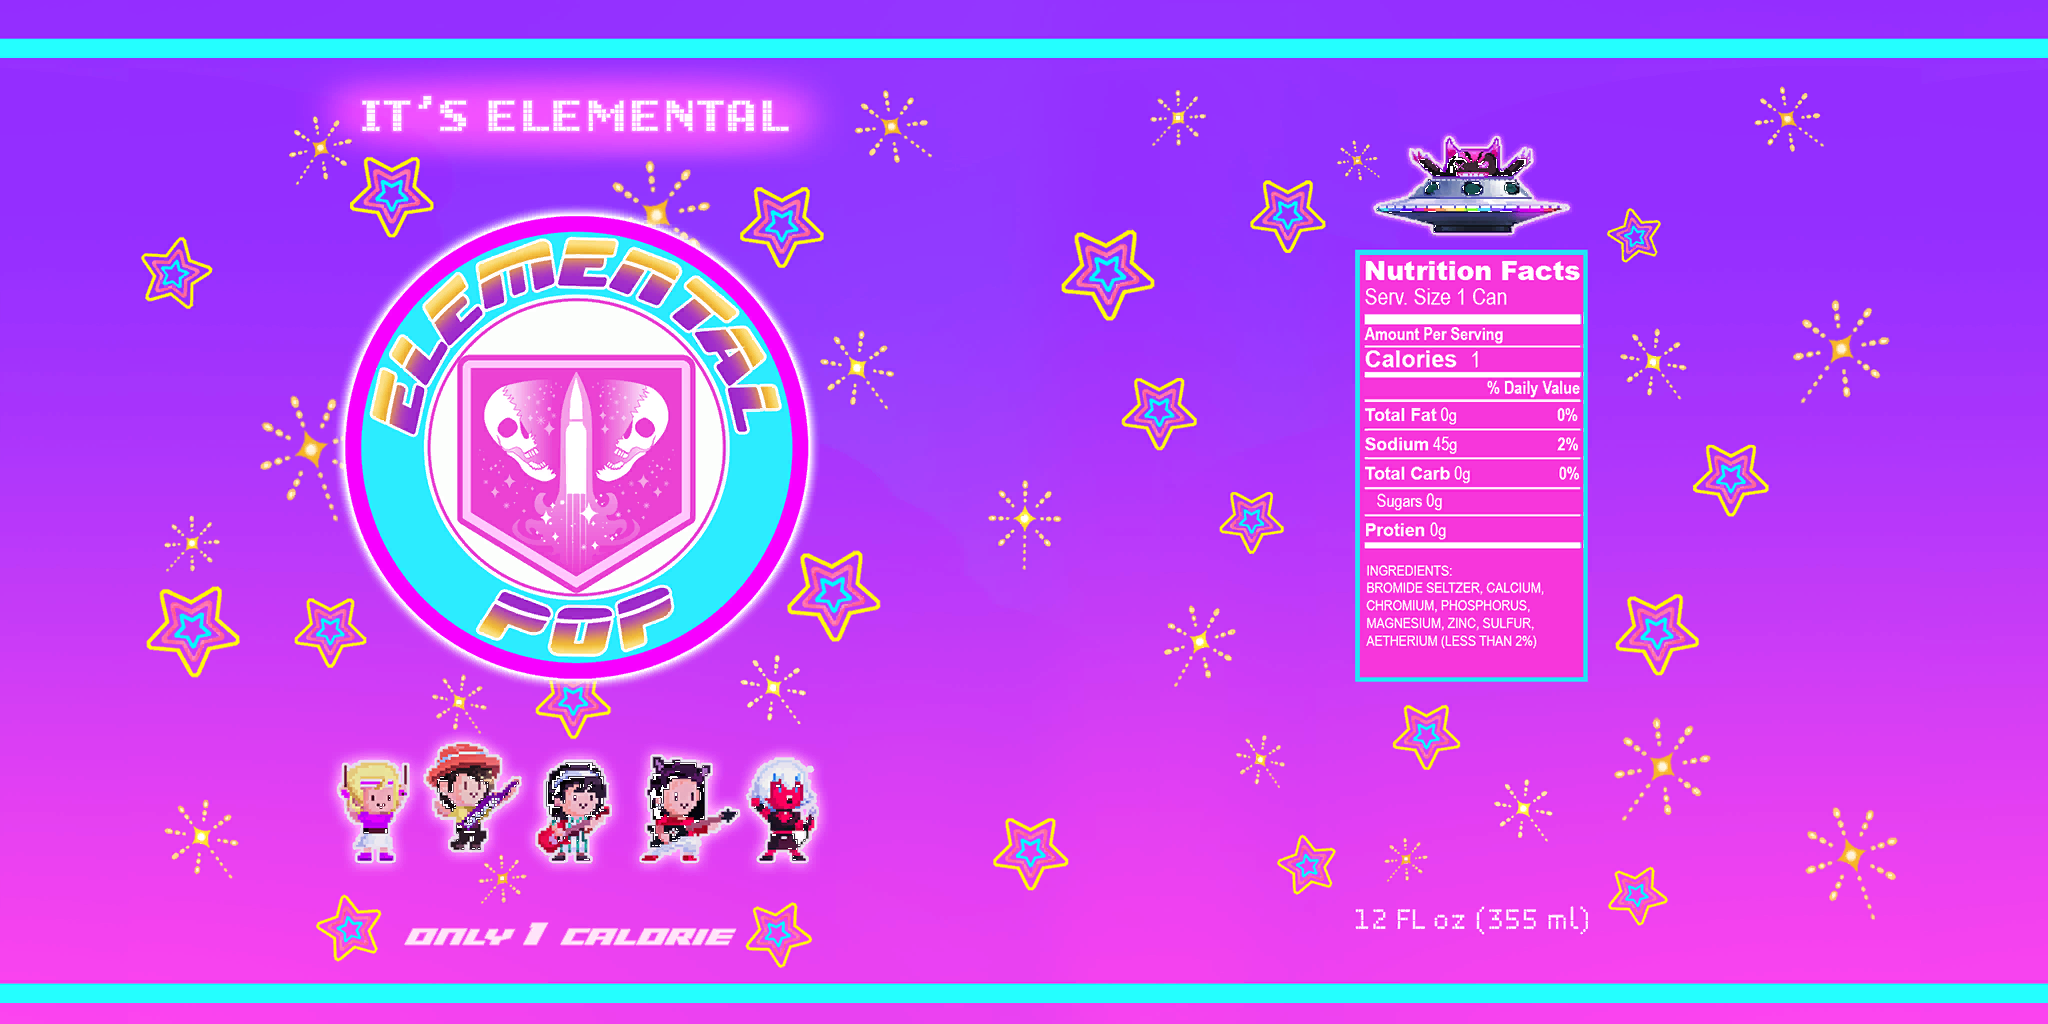 IT'S ELEMENTAL
ELEMENTAL
POP
ONLY 1 CALORIE
Nutrition Facts
Serv. Size 1 Can
Amount Per Serving
Calories 1
% Daily Value
Total Fat 0g 0%
Sodium 45g 2%
Total Carb 0g 0%
Sugars 0g
Protien 0g
INGREDIENTS:
BROMIDE SELTZER, CALCIUM,
CHROMIUM, PHOSPHORUS,
MAGNESIUM, ZINC, SULFUR,
AETHERIUM (LESS THAN 2%)
12 FL oz (355 ml)